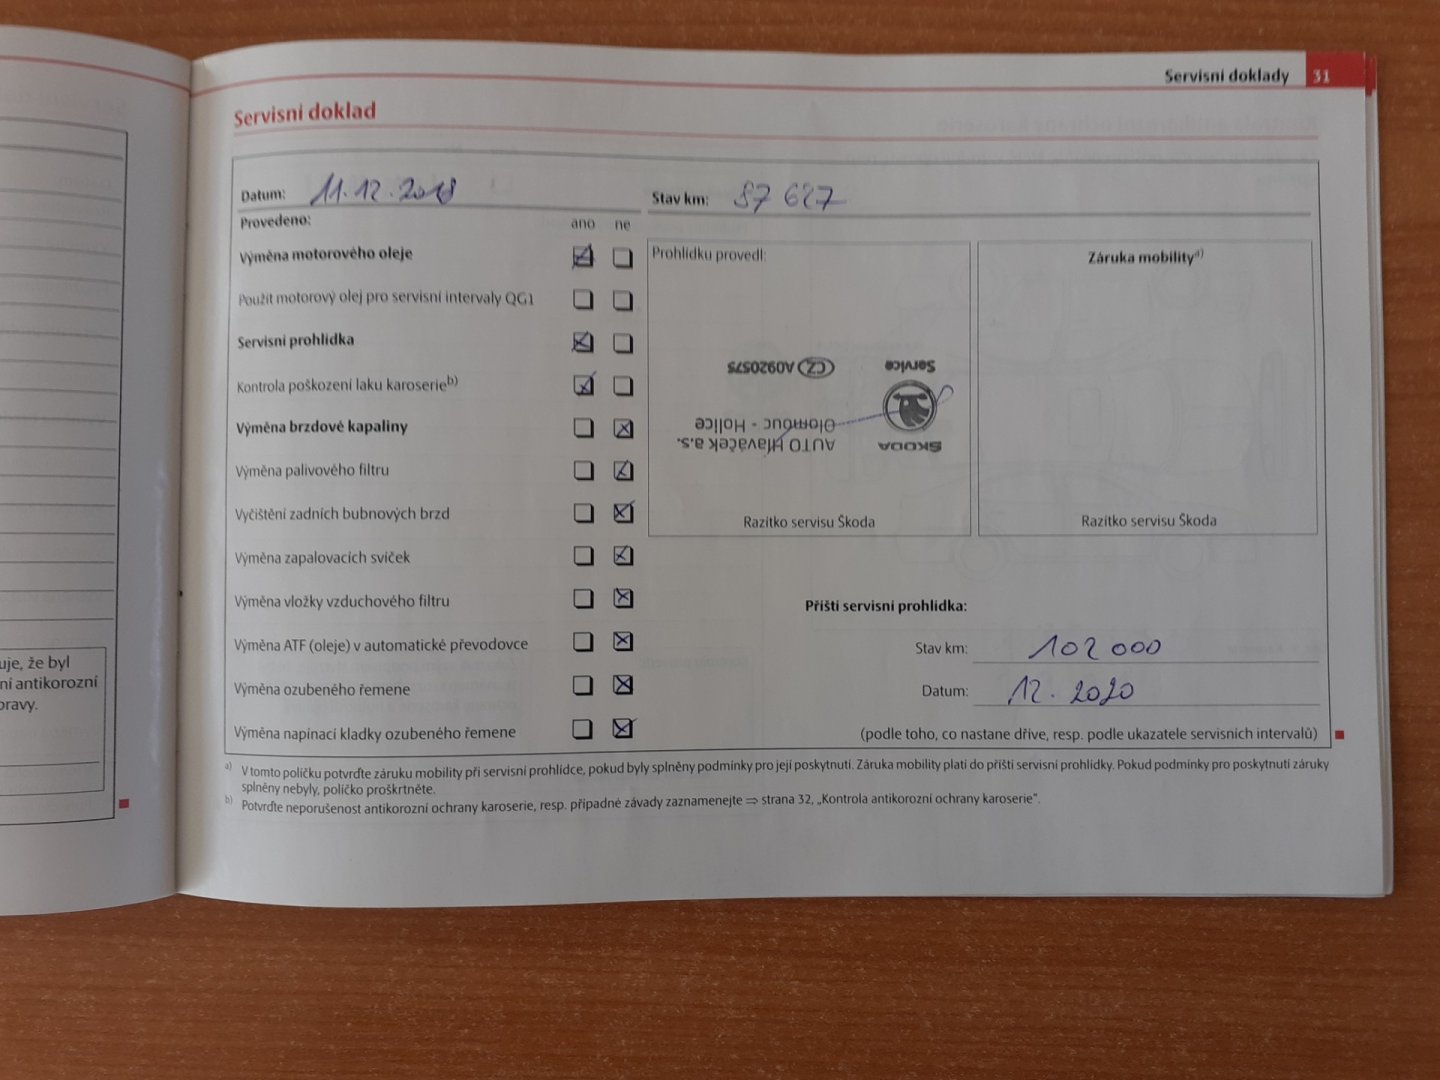 Servisní doklady 31
Servisní doklad
Datum: 11.12.2018
Stav km: 87 627
Provedeno: ano ne
Výměna motorového oleje
Použit motorový olej pro servisní intervaly QG1
Servisní prohlídka
Kontrola poškození laku karoserie b)
Výměna brzdové kapaliny
Výměna palivového filtru
Vyčištění zadních bubnových brzd
Výměna zapalovacích svíček
Výměna vložky vzduchového filtru
Výměna ATF (oleje) v automatické převodovce
Výměna ozubeného řemene
Výměna napínací kladky ozubeného řemene
Prohlídku provedl:
ŠKODA
Service
AUTO Hlaváček a.s.
Olomouc - Holice
CZ A0920575
Razítko servisu Škoda
Záruka mobility a)
Razítko servisu Škoda
Příští servisní prohlídka:
Stav km: 102 000
Datum: 12. 2020
(podle toho, co nastane dříve, resp. podle ukazatele servisních intervalů)
a) V tomto políčku potvrďte záruku mobility při servisní prohlídce, pokud byly splněny podmínky pro její poskytnutí. Záruka mobility platí do příští servisní prohlídky. Pokud podmínky pro poskytnutí záruky
splněny nebyly, políčko proškrtněte.
b) Potvrďte neporušenost antikorozní ochrany karoserie, resp. případné závady zaznamenejte ⇒ strana 32, „Kontrola antikorozní ochrany karoserie“.
uje, že byl
ní antikorozní
pravy.